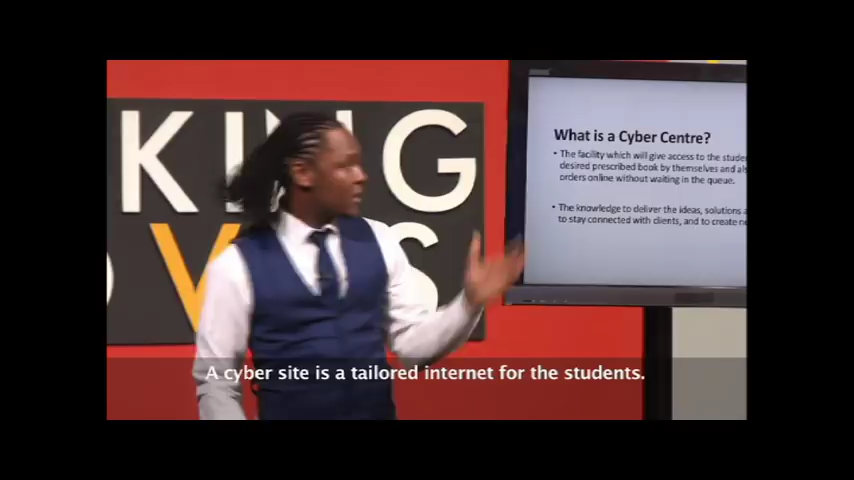 KING
What is a Cyber Centre?
• The facility which will give access to the stude
desired prescribed book by themselves and al
orders online without waiting in the queue.
• The knowledge to deliver the ideas, solutions a
to stay connected with clients, and to create ne
A cyber site is a tailored internet for the students.